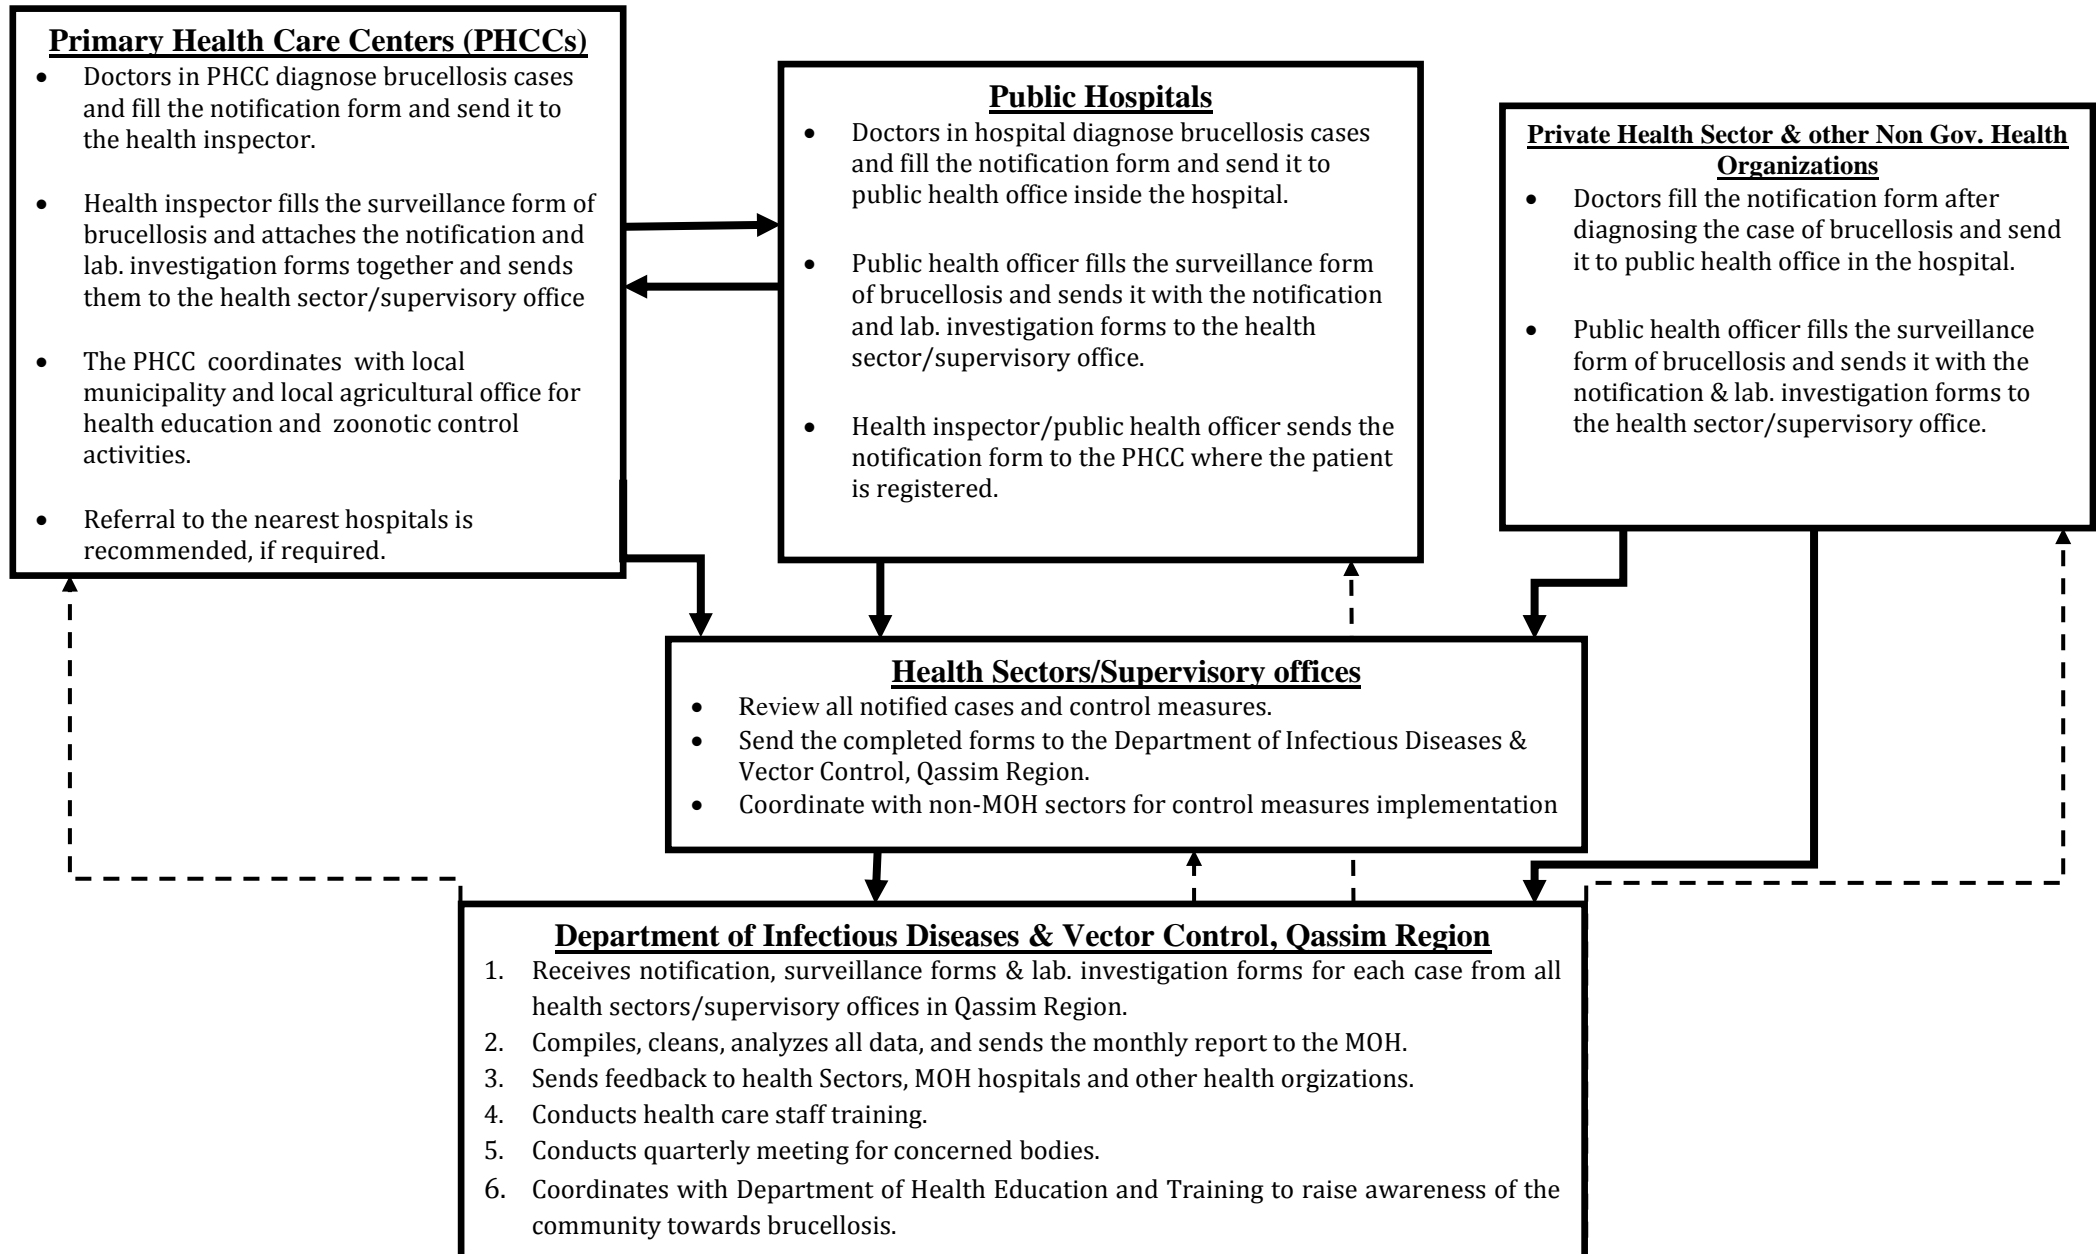 Primary Health Care Centers (PHCCs)
• Doctors in PHCC diagnose brucellosis cases
and fill the notification form and send it to
the health inspector.
• Health inspector fills the surveillance form of
brucellosis and attaches the notification and
lab. investigation forms together and sends
them to the health sector/supervisory office
• The PHCC coordinates with local
municipality and local agricultural office for
health education and zoonotic control
activities.
• Referral to the nearest hospitals is
recommended, if required.
Public Hospitals
• Doctors in hospital diagnose brucellosis cases
and fill the notification form and send it to
public health office inside the hospital.
• Public health officer fills the surveillance form
of brucellosis and sends it with the notification
and lab. investigation forms to the health
sector/supervisory office.
• Health inspector/public health officer sends the
notification form to the PHCC where the patient
is registered.
Private Health Sector & other Non Gov. Health
Organizations
• Doctors fill the notification form after
diagnosing the case of brucellosis and send
it to public health office in the hospital.
• Public health officer fills the surveillance
form of brucellosis and sends it with the
notification & lab. investigation forms to
the health sector/supervisory office.
Health Sectors/Supervisory offices
• Review all notified cases and control measures.
• Send the completed forms to the Department of Infectious Diseases &
Vector Control, Qassim Region.
• Coordinate with non-MOH sectors for control measures implementation
Department of Infectious Diseases & Vector Control, Qassim Region
1. Receives notification, surveillance forms & lab. investigation forms for each case from all
health sectors/supervisory offices in Qassim Region.
2. Compiles, cleans, analyzes all data, and sends the monthly report to the MOH.
3. Sends feedback to health Sectors, MOH hospitals and other health orgizations.
4. Conducts health care staff training.
5. Conducts quarterly meeting for concerned bodies.
6. Coordinates with Department of Health Education and Training to raise awareness of the
community towards brucellosis.